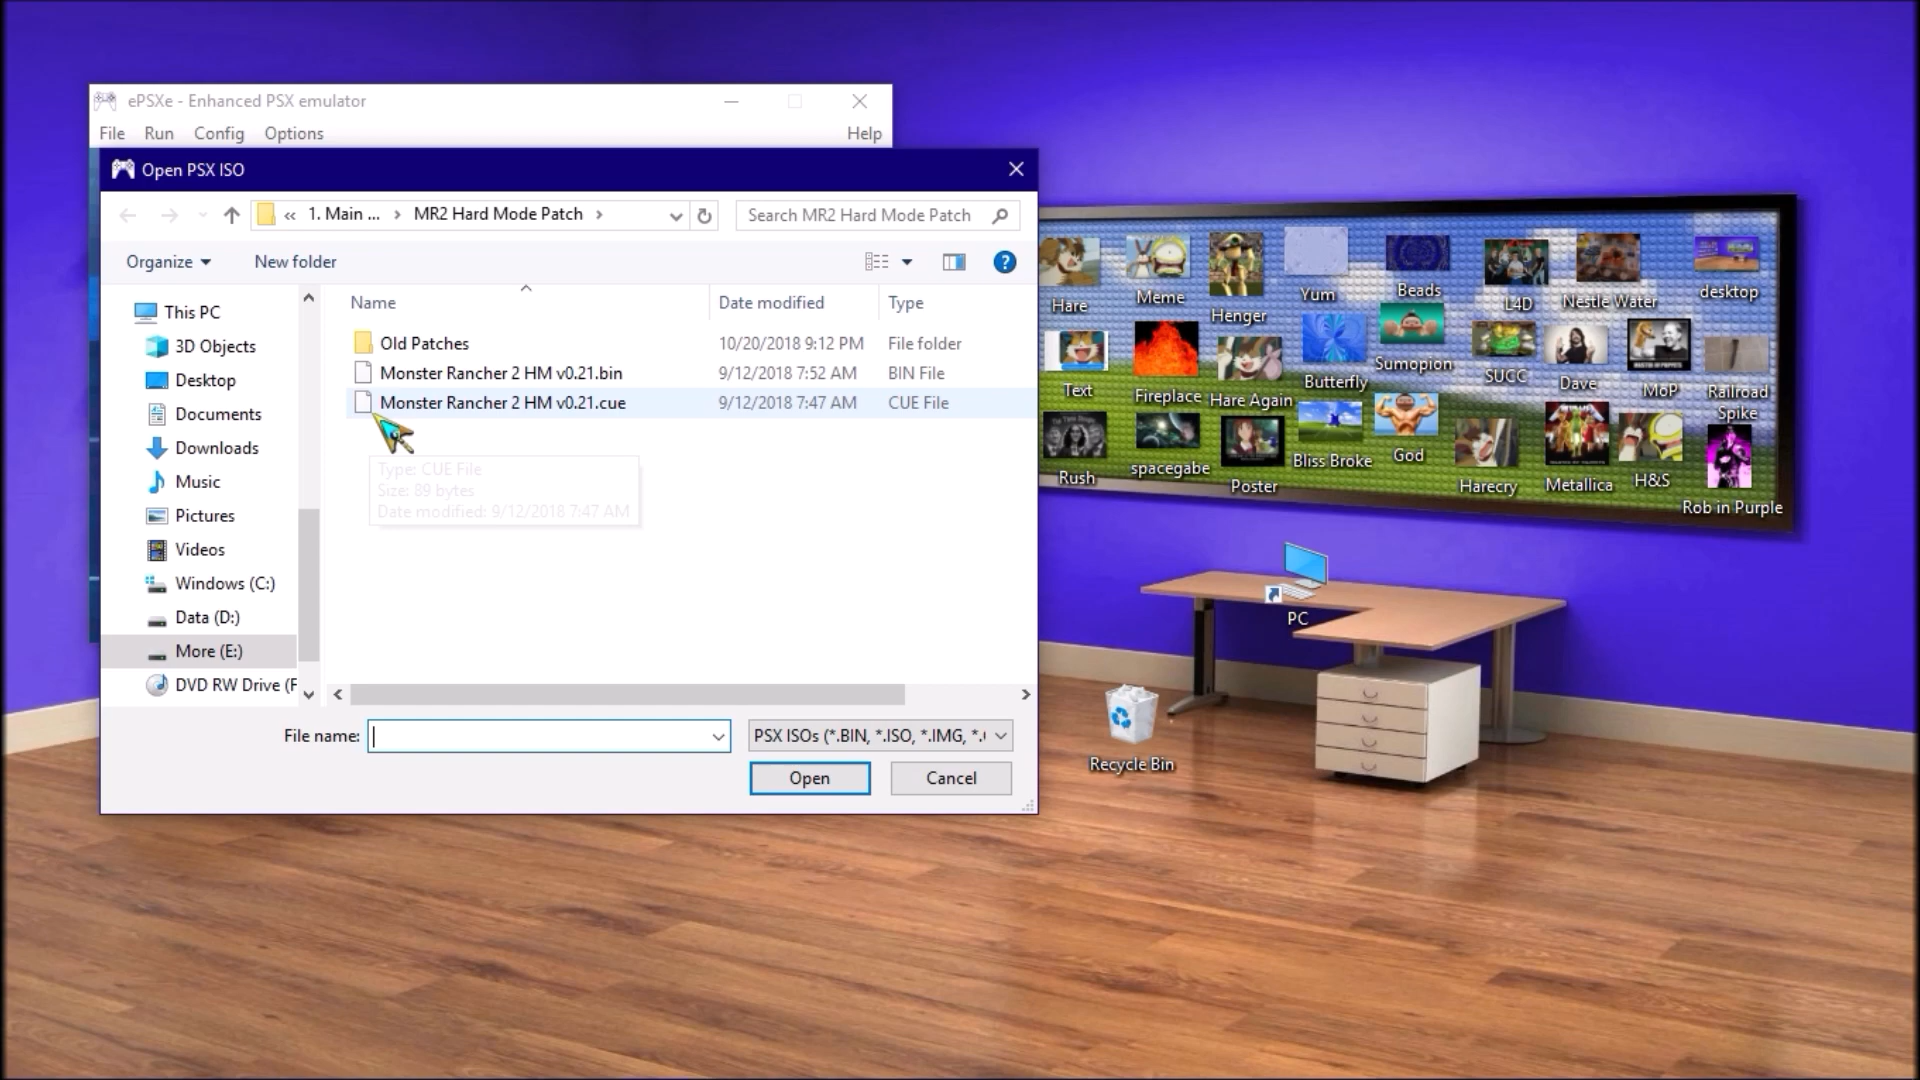 ePSXe - Enhanced PSX emulator
File Run Config Options Help
Open PSX ISO
« 1. Main ... › MR2 Hard Mode Patch ›
Search MR2 Hard Mode Patch
Organize
New folder
Name
Date modified
Type
This PC
3D Objects
Desktop
Documents
Downloads
Music
Pictures
Videos
Windows (C:)
Data (D:)
More (E:)
DVD RW Drive (F
Old Patches 10/20/2018 9:12 PM File folder
Monster Rancher 2 HM v0.21.bin 9/12/2018 7:52 AM BIN File
Monster Rancher 2 HM v0.21.cue 9/12/2018 7:47 AM CUE File
Type: CUE File
Size: 89 bytes
Date modified: 9/12/2018 7:47 AM
File name:
PSX ISOs (*.BIN, *.ISO, *.IMG, *.
Open
Cancel
Hare
Meme
Henger
Yum
Beads
L4D
Nestle Water
desktop
Text
Fireplace
Hare Again
Butterfly
Sumopion
SUCC
Dave
MoP
Railroad
Spike
Rush
spacegabe
Poster
Bliss Broke
God
Harecry
Metallica
H&S
Rob in Purple
PC
Recycle Bin